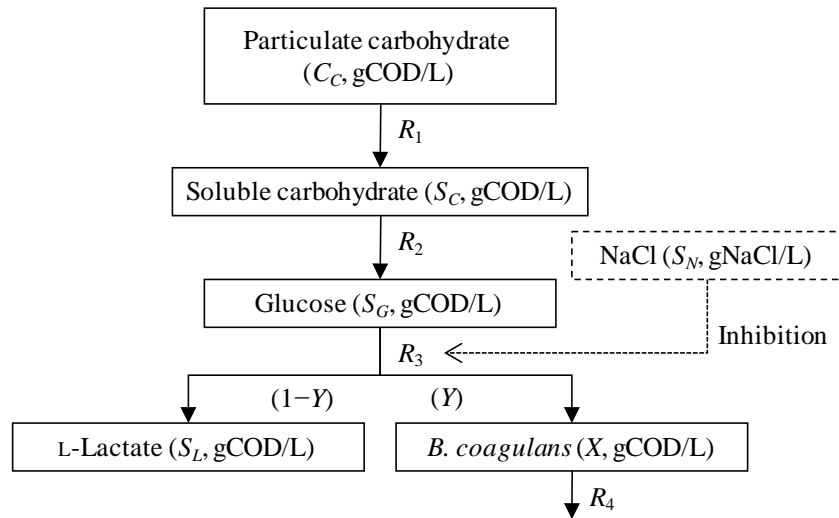 Particulate carbohydrate
(C_C, gCOD/L)
R_1
Soluble carbohydrate (S_C, gCOD/L)
R_2
NaCl (S_N, gNaCl/L)
Glucose (S_G, gCOD/L)
R_3
Inhibition
(1−Y)
(Y)
L-Lactate (S_L, gCOD/L)
B. coagulans (X, gCOD/L)
R_4